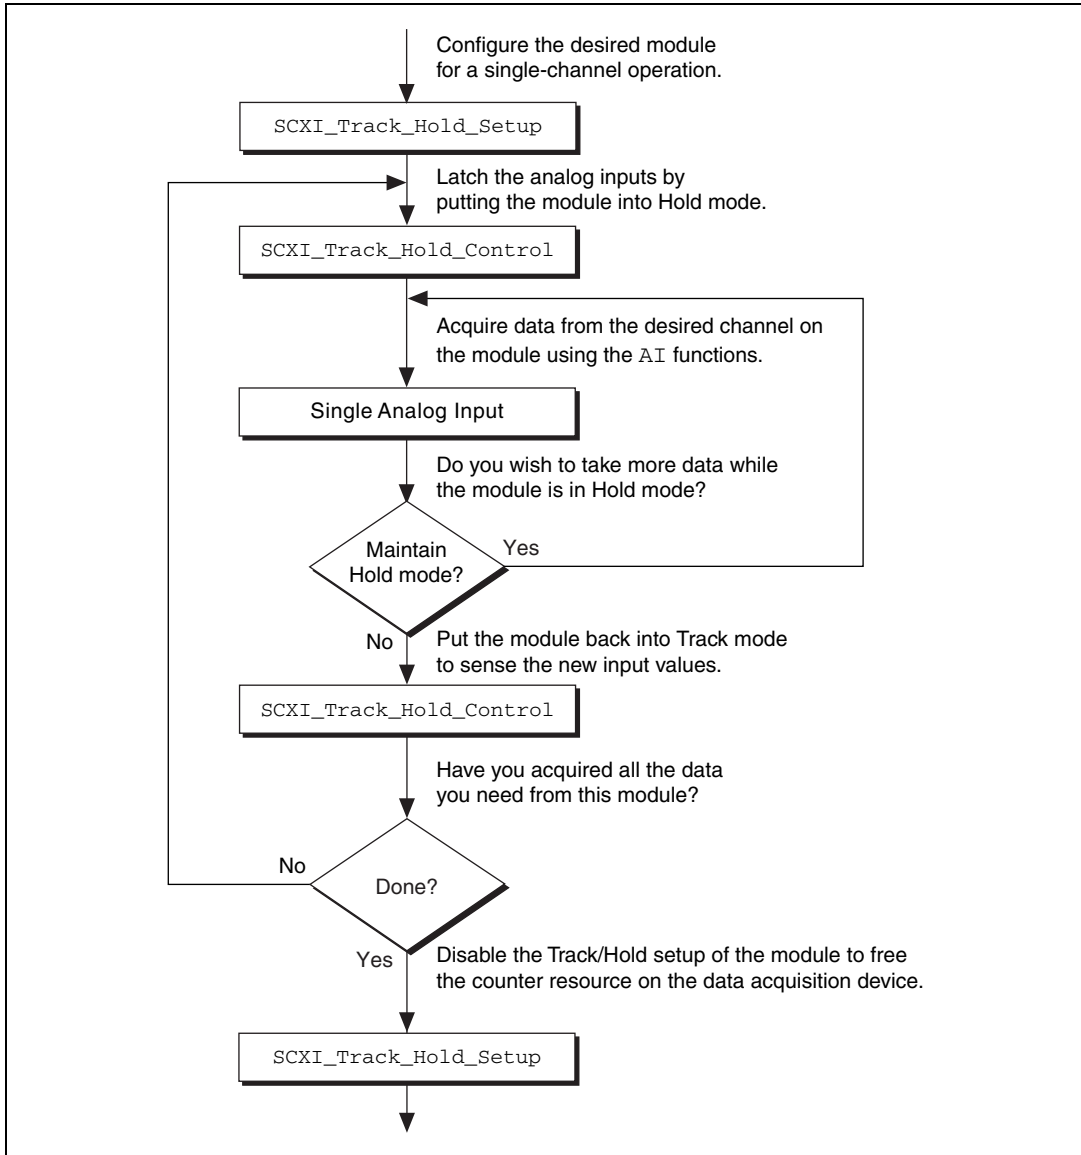 Configure the desired module
for a single-channel operation.
SCXI_Track_Hold_Setup
Latch the analog inputs by
putting the module into Hold mode.
SCXI_Track_Hold_Control
Acquire data from the desired channel on
the module using the AI functions.
Single Analog Input
Do you wish to take more data while
the module is in Hold mode?
Maintain
Hold mode?
Yes
No
Put the module back into Track mode
to sense the new input values.
SCXI_Track_Hold_Control
Have you acquired all the data
you need from this module?
No
Done?
Yes
Disable the Track/Hold setup of the module to free
the counter resource on the data acquisition device.
SCXI_Track_Hold_Setup